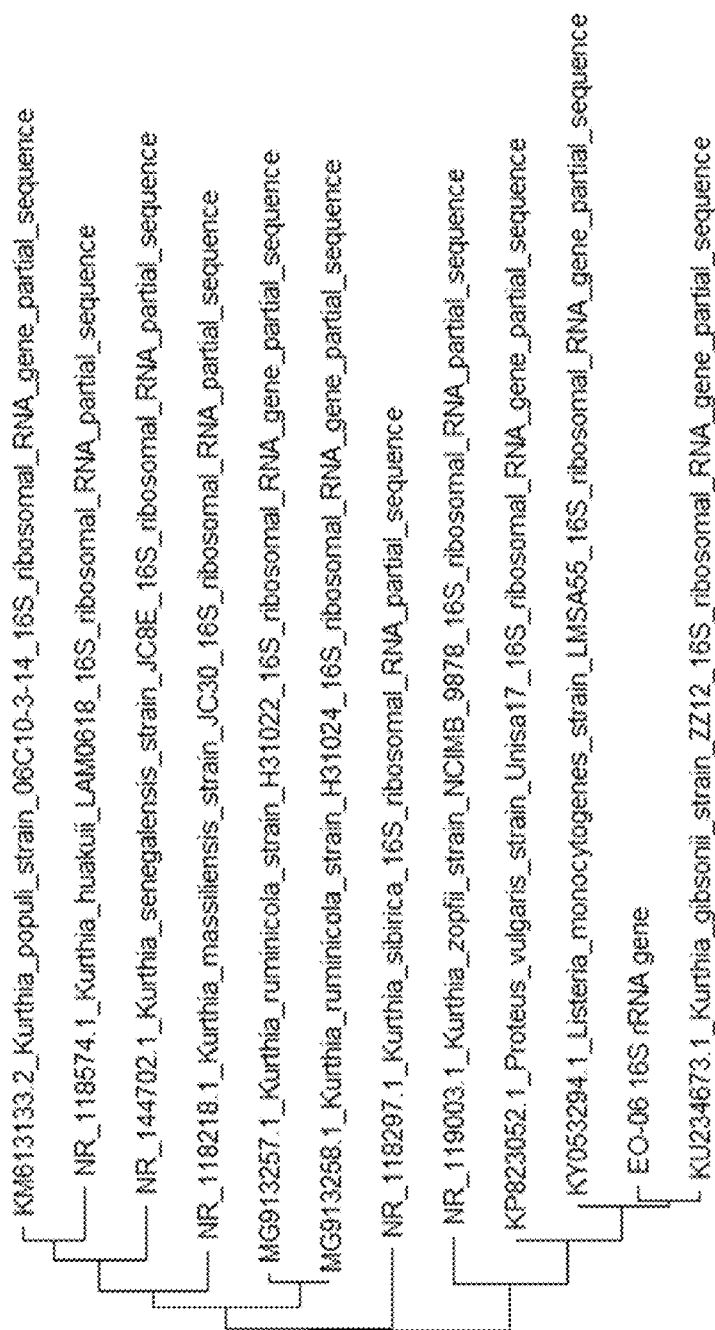 KM613133.2_Kurthia_populi_strain_06C10-3-14_16S_ribosomal_RNA_gene_partial_sequence
NR_118574.1_Kurthia_huakuii_LAM0618_16S_ribosomal_RNA_partial_sequence
NR_144702.1_Kurthia_senegalensis_strain_JC8E_16S_ribosomal_RNA_partial_sequence
NR_118218.1_Kurthia_massiliensis_strain_JC30_16S_ribosomal_RNA_partial_sequence
MG913257.1_Kurthia_ruminicola_strain_H31022_16S_ribosomal_RNA_gene_partial_sequence
MG913258.1_Kurthia_ruminicola_strain_H31024_16S_ribosomal_RNA_gene_partial_sequence
NR_118297.1_Kurthia_sibirica_16S_ribosomal_RNA_partial_sequence
NR_119003.1_Kurthia_zopfii_strain_NCIMB_9878_16S_ribosomal_RNA_partial_sequence
KP823052.1_Proteus_vulgaris_strain_Unisa17_16S_ribosomal_RNA_gene_partial_sequence
KY053294.1_Listeria_monocytogenes_strain_LMSA55_16S_ribosomal_RNA_gene_partial_sequence
EO-06 16S rRNA gene
KU234673.1_Kurthia_gibsonii_strain_ZZ12_16S_ribosomal_RNA_gene_partial_sequence